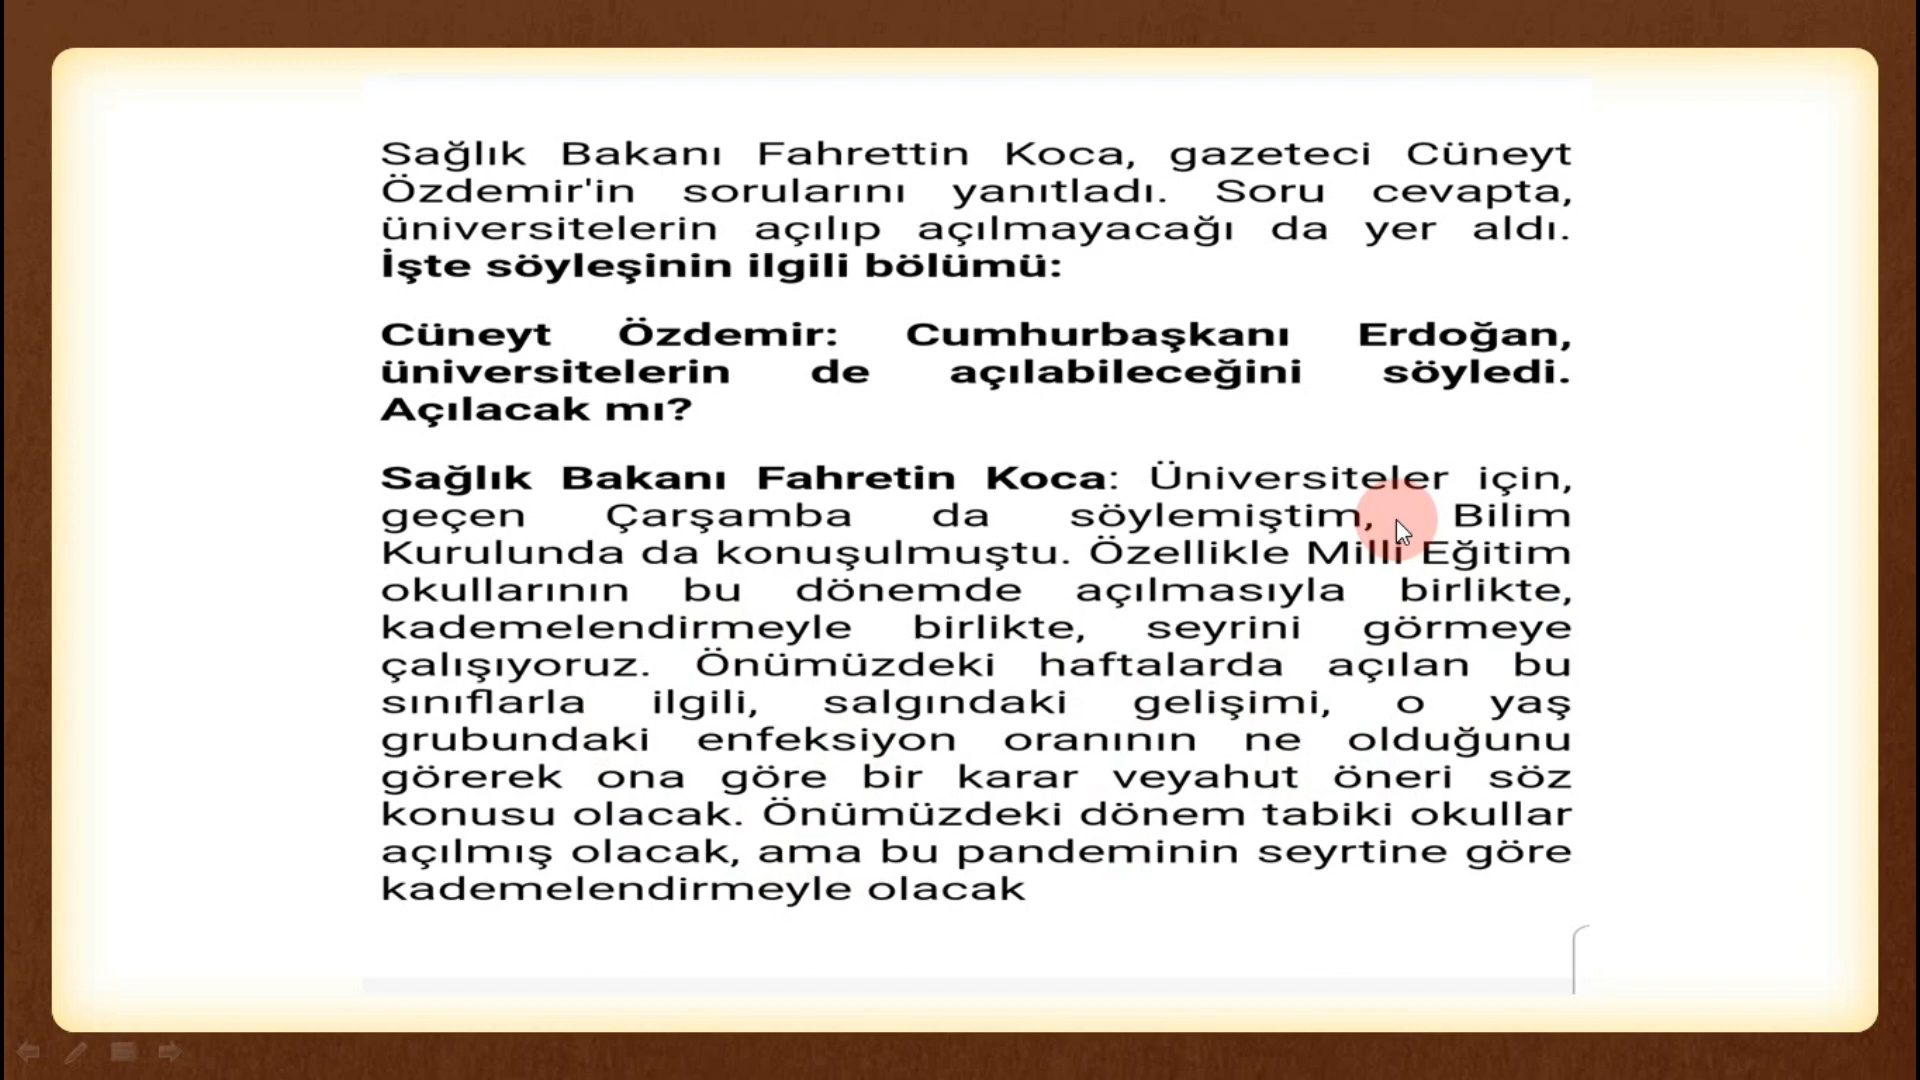 Sağlık Bakanı Fahrettin Koca, gazeteci Cüneyt
Özdemir'in sorularını yanıtladı. Soru cevapta,
üniversitelerin açılıp açılmayacağı da yer aldı.
İşte söyleşinin ilgili bölümü:
Cüneyt Özdemir: Cumhurbaşkanı Erdoğan,
üniversitelerin de açılabileceğini söyledi.
Açılacak mı?
Sağlık Bakanı Fahretin Koca: Üniversiteler için,
geçen Çarşamba da söylemiştim, Bilim
Kurulunda da konuşulmuştu. Özellikle Milli Eğitim
okullarının bu dönemde açılmasıyla birlikte,
kademelendirmeyle birlikte, seyrini görmeye
çalışıyoruz. Önümüzdeki haftalarda açılan bu
sınıflarla ilgili, salgındaki gelişimi, o yaş
grubundaki enfeksiyon oranının ne olduğunu
görerek ona göre bir karar veyahut öneri söz
konusu olacak. Önümüzdeki dönem tabiki okullar
açılmış olacak, ama bu pandeminin seyrtine göre
kademelendirmeyle olacak